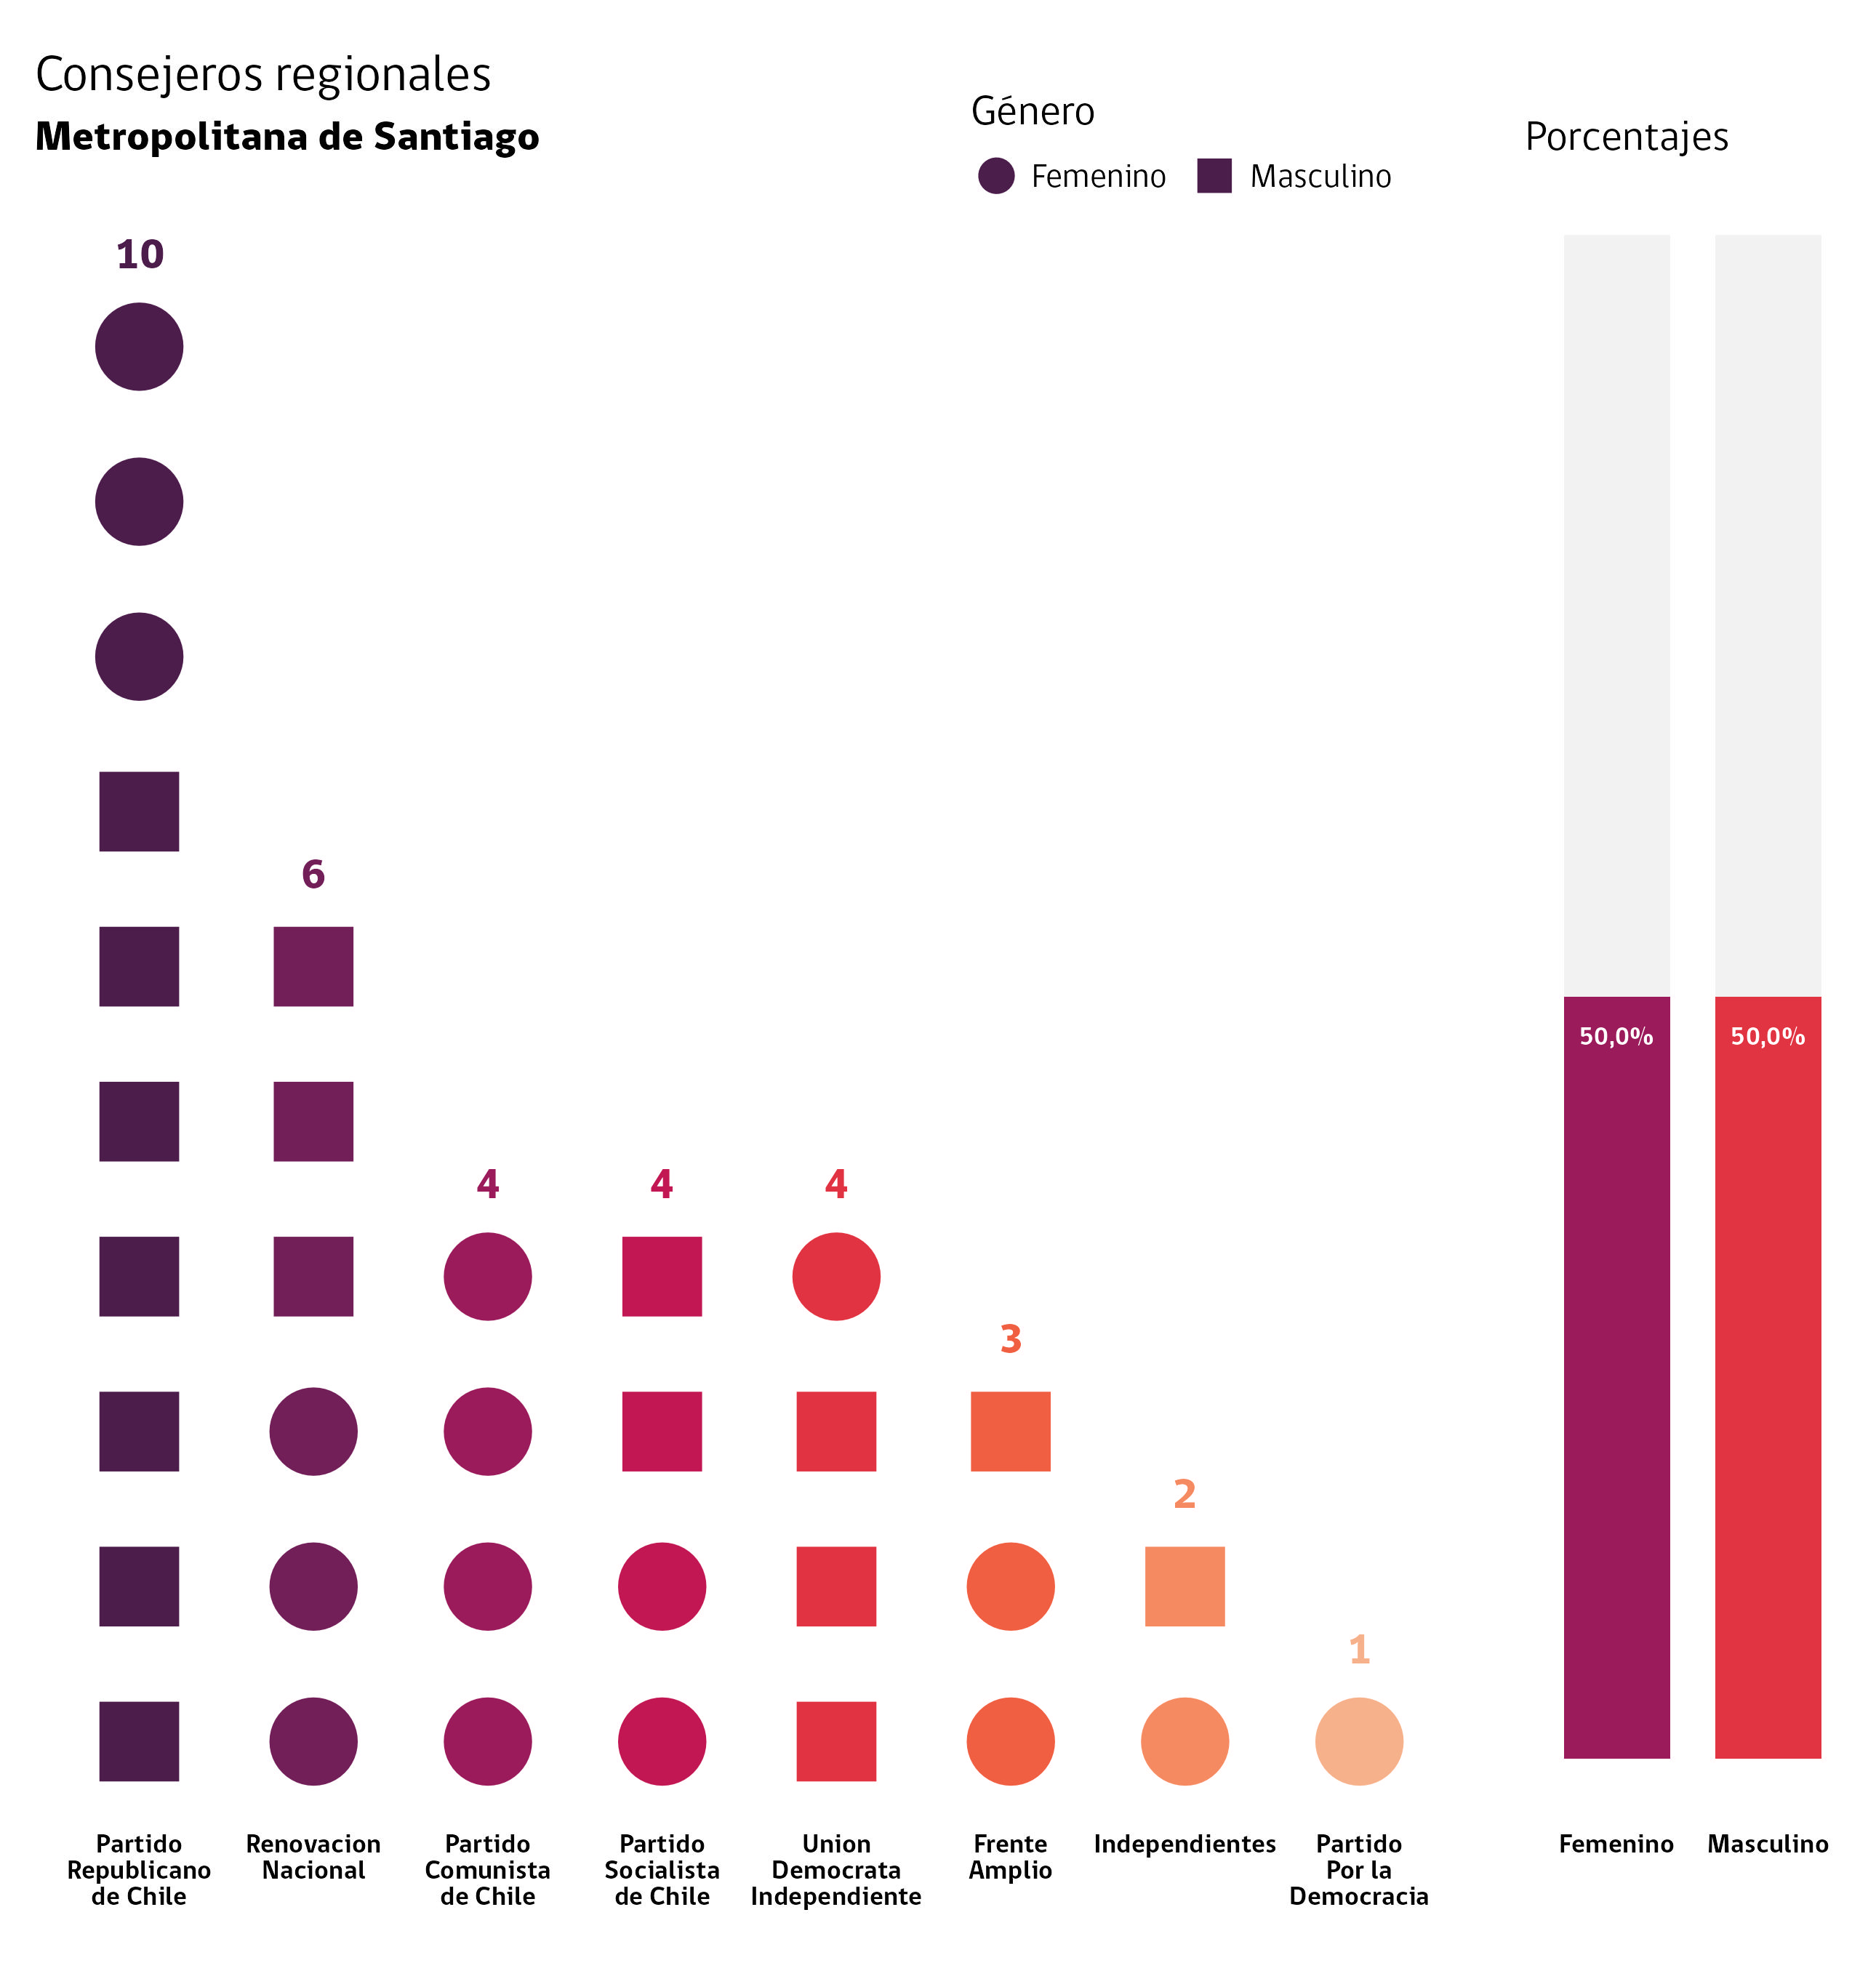 Consejeros regionales
Metropolitana de Santiago
Género
Femenino Masculino
Porcentajes
10
6
4
4
4
3
2
1
50,0%
50,0%
Partido
Republicano
de Chile
Renovacion
Nacional
Partido
Comunista
de Chile
Partido
Socialista
de Chile
Union
Democrata
Independiente
Frente
Amplio
Independientes
Partido
Por la
Democracia
Femenino
Masculino